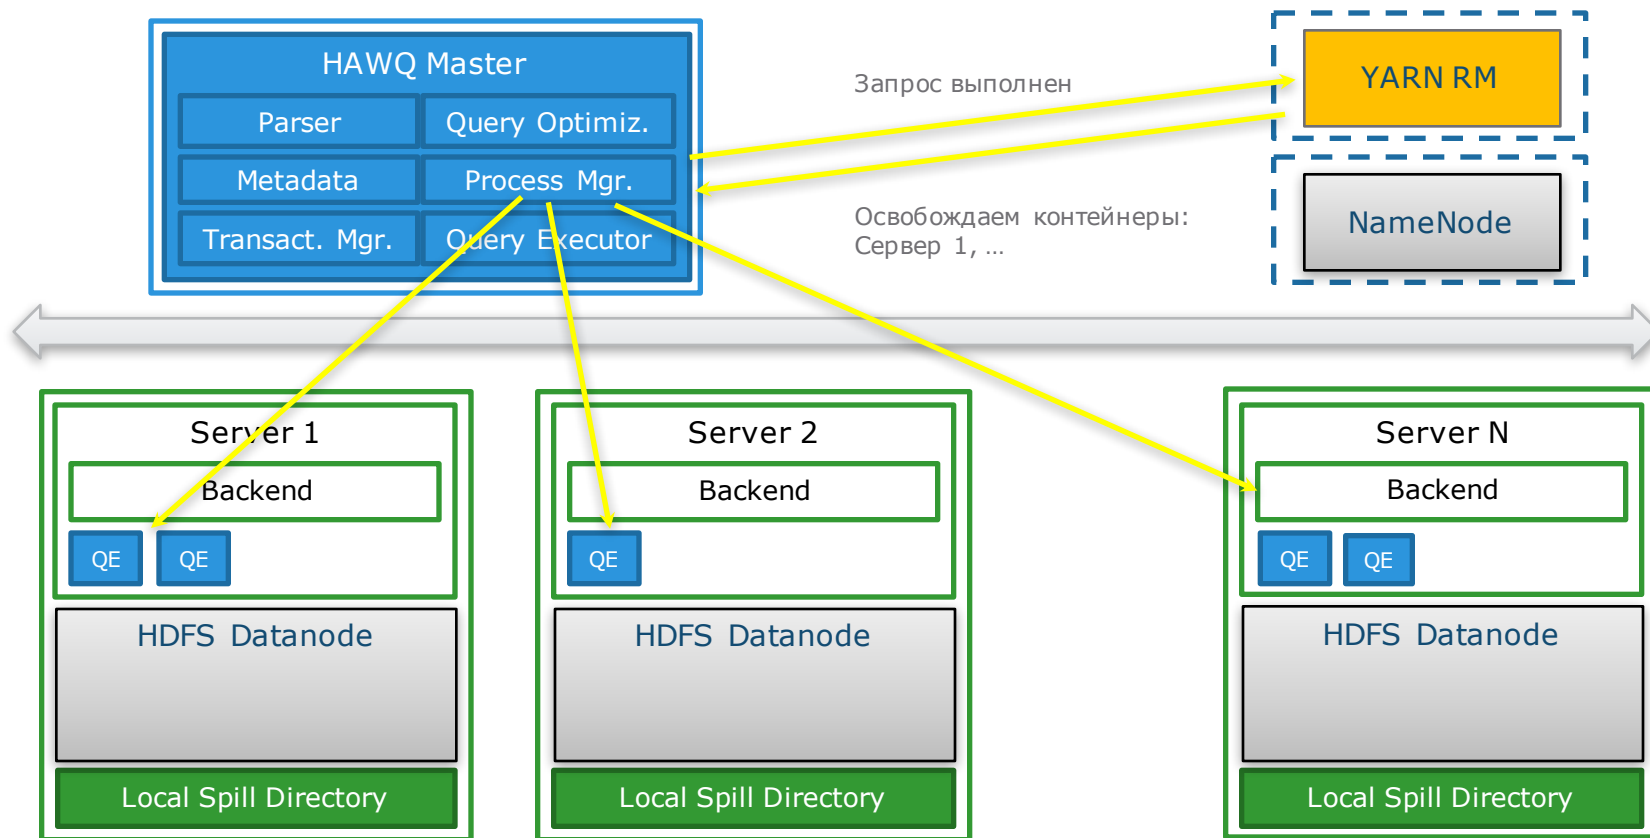 HAWQ Master
Parser
Query Optimiz.
Metadata
Process Mgr.
Transact. Mgr.
Query Executor
Запрос выполнен
Освобождаем контейнеры:
Сервер 1, ...
YARN RM
NameNode
Server 1
Backend
QE
QE
HDFS Datanode
Local Spill Directory
Server 2
Backend
QE
HDFS Datanode
Local Spill Directory
Server N
Backend
QE
QE
HDFS Datanode
Local Spill Directory